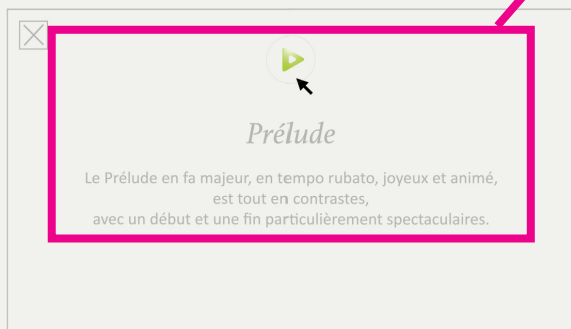 Prélude
Le Prélude en fa majeur, en tempo rubato, joyeux et animé,
est tout en contrastes,
avec un début et une fin particulièrement spectaculaires.